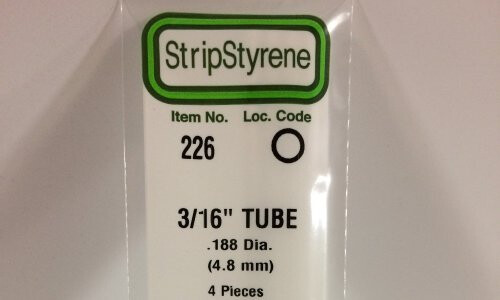 StripStyrene
Item No. Loc. Code
226
3/16" TUBE
.188 Dia.
(4.8 mm)
4 Pieces